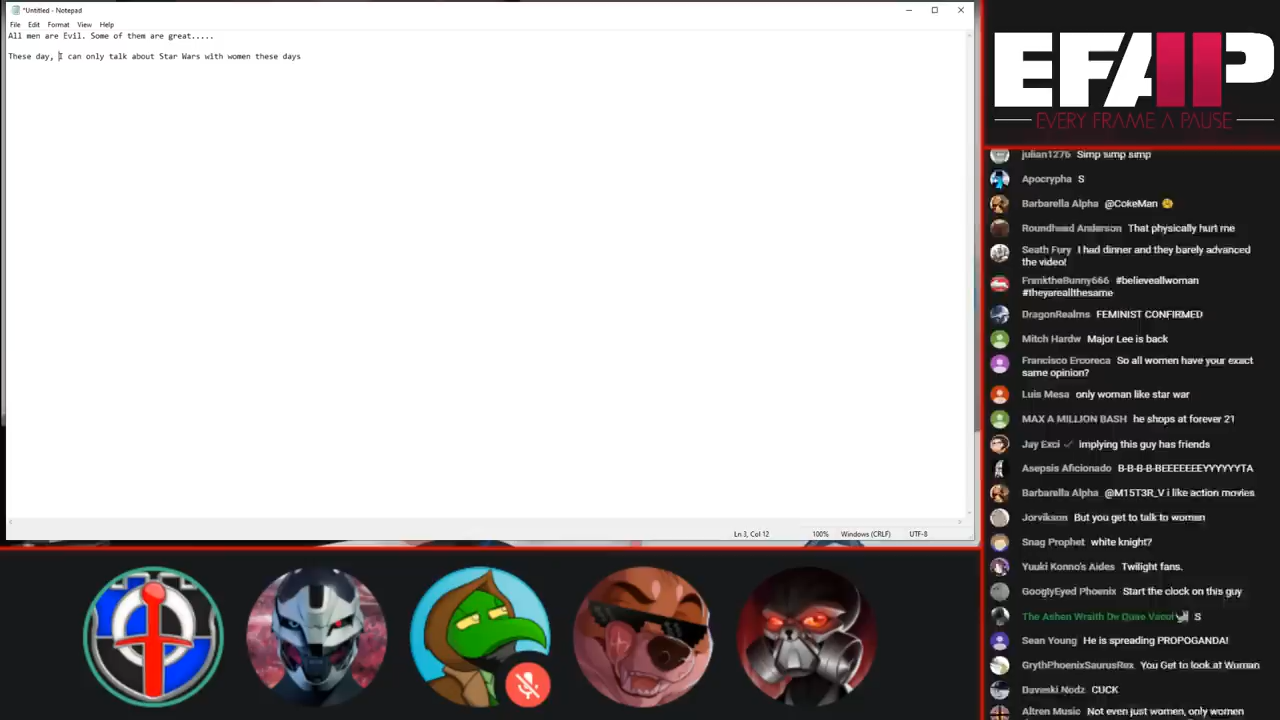 *Untitled - Notepad
File Edit Format View Help
All men are Evil. Some of them are great.....
These day, I can only talk about Star Wars with women these days
Ln 3, Col 12 100% Windows (CRLF) UTF-8
EFAP
EVERY FRAME A PAUSE
julian1276 Simp simp simp
Apocrypha S
Barbarella Alpha @CokeMan
Roundhead Anderson That physically hurt me
Seath Fury I had dinner and they barely advanced
the video!
FranktheBunny666 #believeallwoman
#theyareallthesame
DragonRealms FEMINIST CONFIRMED
Mitch Hardw Major Lee is back
Francisco Ercoreca So all women have your exact
same opinion?
Luis Mesa only woman like star war
MAX A MILLION BASH he shops at forever 21
Jay Exci implying this guy has friends
Asepsis Aficionado B-B-B-B-BEEEEEEEYYYYYYTA
Barbarella Alpha @M15T3R_V i like action movies
Jorvikson But you get to talk to women
Snag Prophet white knight?
Yuuki Konno's Aides Twilight fans.
GooglyEyed Phoenix Start the clock on this guy
The Ashen Wraith De Quae Vacol S
Sean Young He is spreading PROPOGANDA!
GrythPhoenixSaurusRex You Get to look at Woman
Daveski Nodz CUCK
Altren Music Not even just women, only women